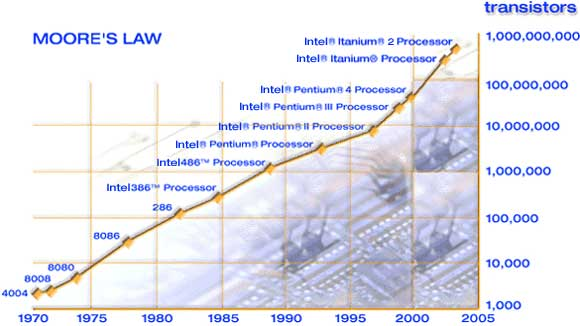 transistors
MOORE'S LAW
Intel® Itanium® 2 Processor
1,000,000,000
Intel® Itanium® Processor
Intel® Pentium® 4 Processor
100,000,000
Intel® Pentium® III Processor
Intel® Pentium® II Processor
10,000,000
Intel® Pentium® Processor
Intel486™ Processor
1,000,000
Intel386™ Processor
286
100,000
8086
8080
10,000
8008
4004
1,000
1970 1975 1980 1985 1990 1995 2000 2005